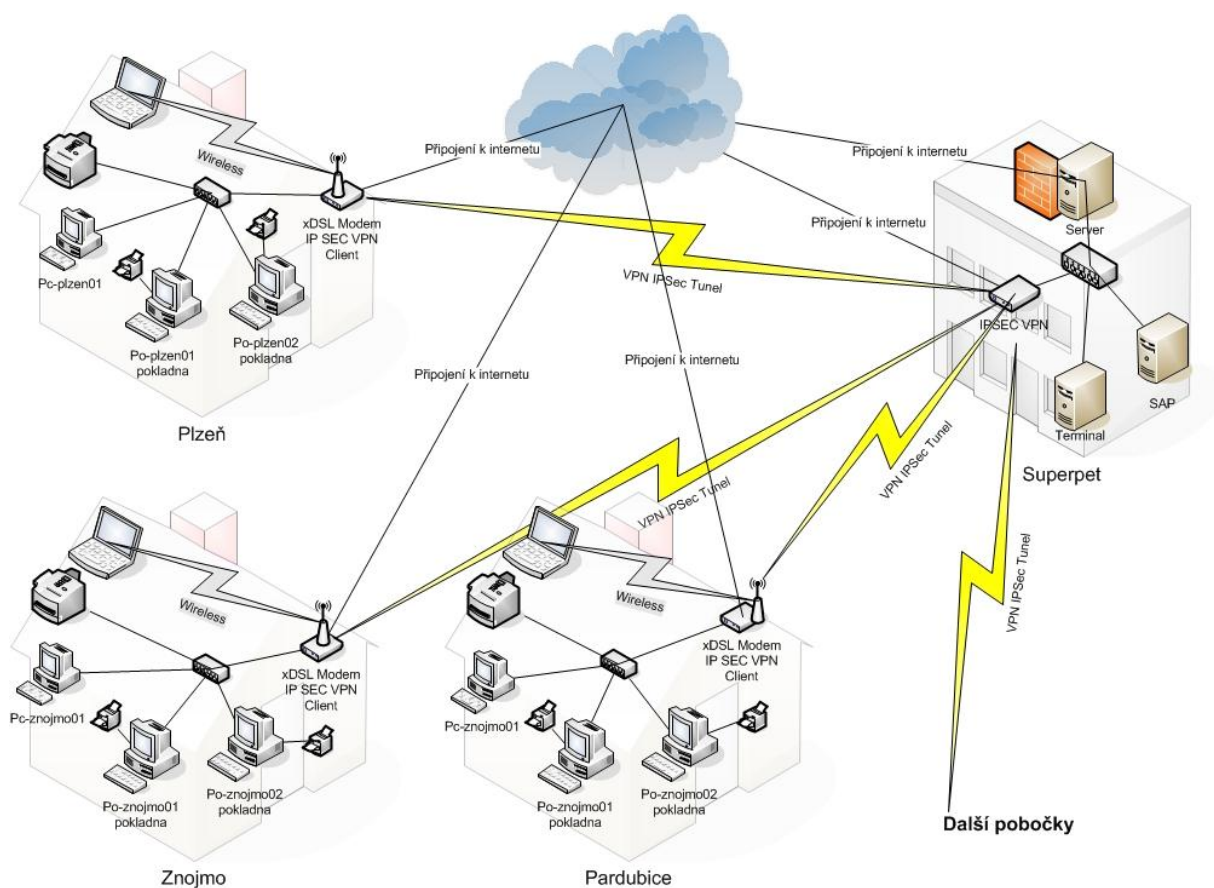 Připojení k internetu
Wireless
xDSL Modem
IP SEC VPN
Client
Pc-plzen01
Po-plzen01
pokladna
Po-plzen02
pokladna
Plzeň
VPN IPSec Tunel
Připojení k internetu
Připojení k internetu
Server
IPSEC VPN
SAP
Terminal
Superpet
Připojení k internetu
Připojení k internetu
VPN IPSec Tunel
VPN IPSec Tunel
VPN IPSec Tunel
Další pobočky
Wireless
xDSL Modem
IP SEC VPN
Client
Pc-znojmo01
Po-znojmo01
pokladna
Po-znojmo02
pokladna
Znojmo
Wireless
xDSL Modem
IP SEC VPN
Client
Pc-znojmo01
Po-znojmo01
pokladna
Po-znojmo02
pokladna
Pardubice